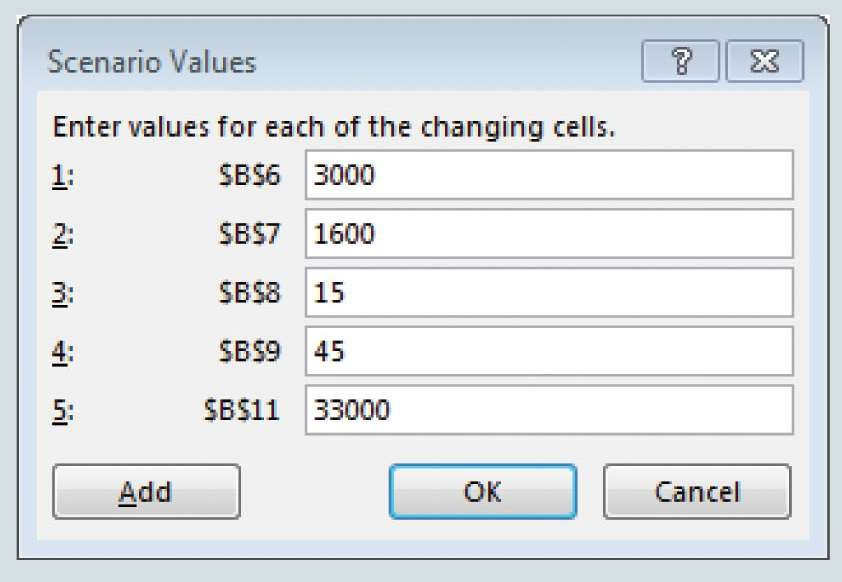 Scenario Values
Enter values for each of the changing cells.
1: $B$6 3000
2: $B$7 1600
3: $B$8 15
4: $B$9 45
5: $B$11 33000
Add OK Cancel